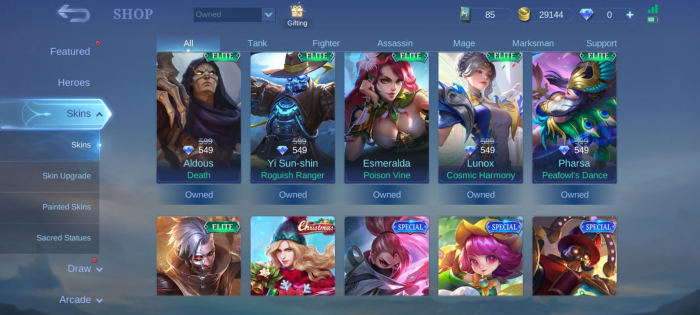 SHOP
Owned
Gifting
85
29144
0
+
Featured
Heroes
Skins
Skins
Skin Upgrade
Painted Skins
Sacred Statues
Draw
Arcade
All
Tank
Fighter
Assassin
Mage
Marksman
Support
ELITE
ELITE
ELITE
ELITE
ELITE
599
549
Aldous
Death
Owned
599
549
Yi Sun-shin
Roguish Ranger
Owned
599
549
Esmeralda
Poison Vine
Owned
599
549
Lunox
Cosmic Harmony
Owned
599
549
Pharsa
Peafowl's Dance
Owned
ELITE
Christmas
SPECIAL
SPECIAL
SPECIAL